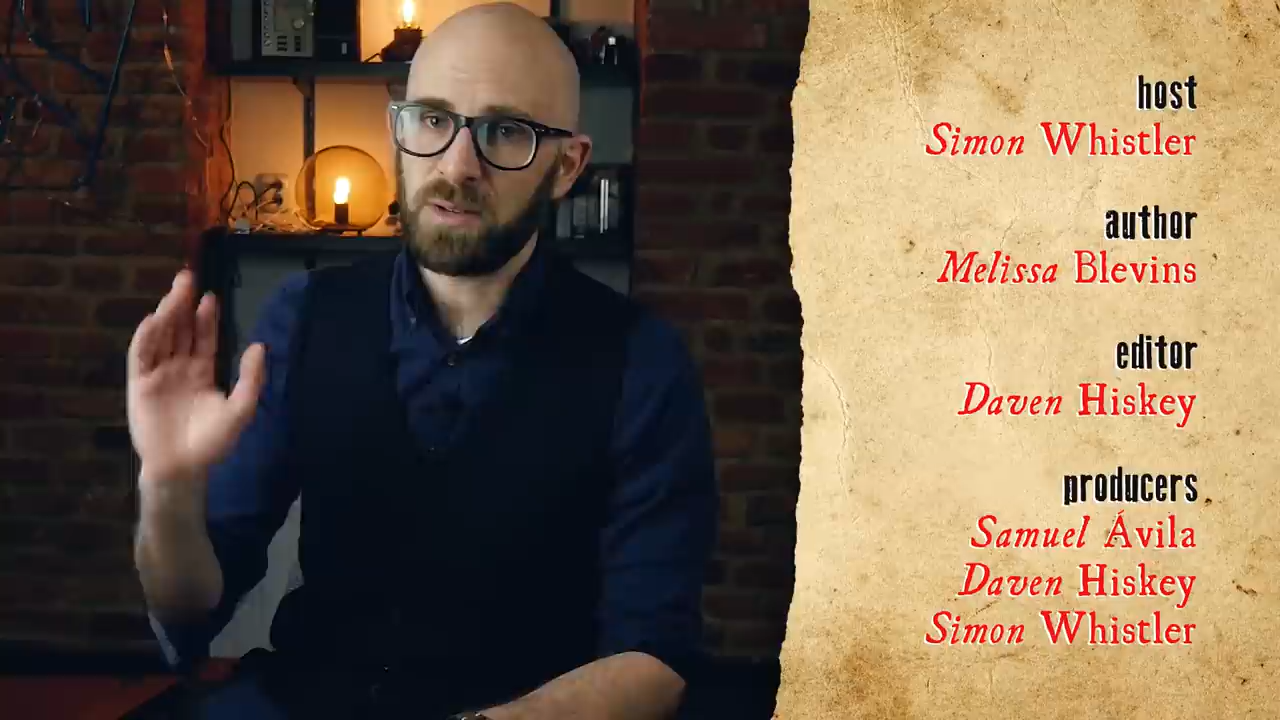 host
Simon Whistler
author
Melissa Blevins
editor
Daven Hiskey
producers
Samuel Ávila
Daven Hiskey
Simon Whistler